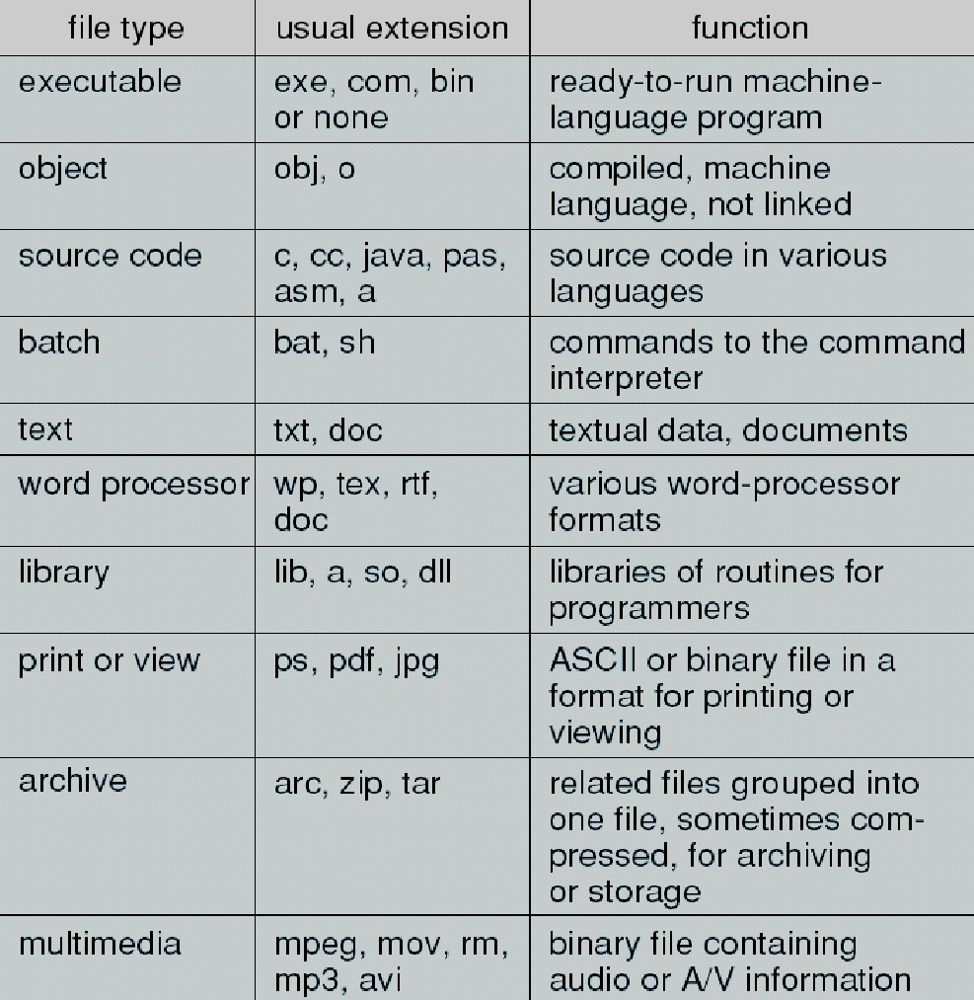 file type usual extension function
executable exe, com, bin ready-to-run machine-
or none language program
object obj, o compiled, machine
language, not linked
source code c, cc, java, pas, source code in various
asm, a languages
batch bat, sh commands to the command
interpreter
text txt, doc textual data, documents
word processor wp, tex, rtf, various word-processor
doc formats
library lib, a, so, dll libraries of routines for
programmers
print or view ps, pdf, jpg ASCII or binary file in a
format for printing or
viewing
archive arc, zip, tar related files grouped into
one file, sometimes com-
pressed, for archiving
or storage
multimedia mpeg, mov, rm, binary file containing
mp3, avi audio or A/V information